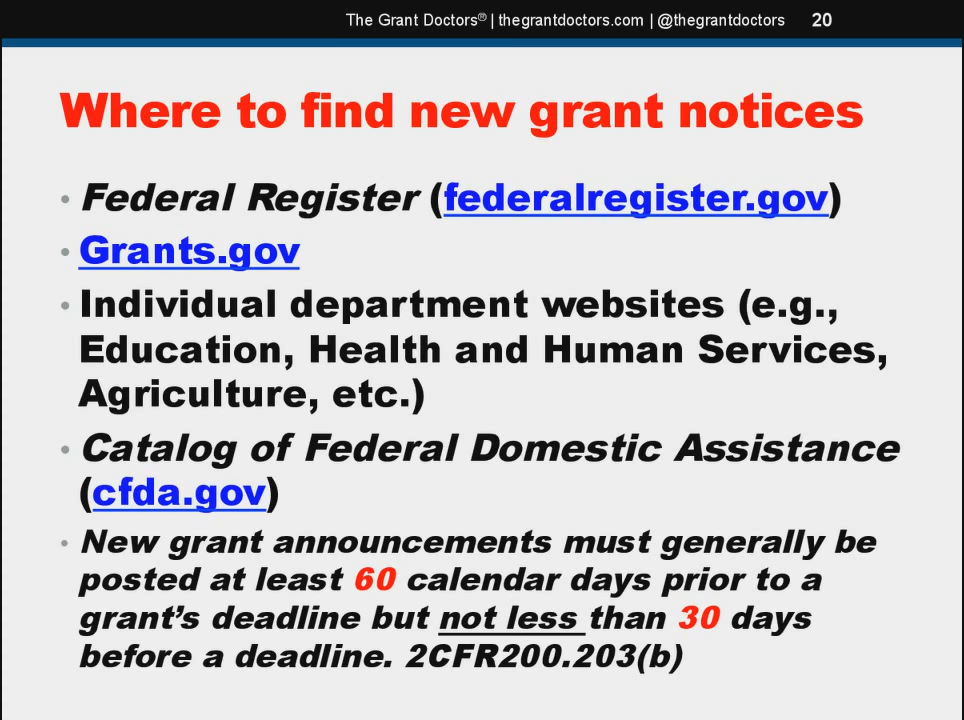 The Grant Doctors® | thegrantdoctors.com | @thegrantdoctors 20
Where to find new grant notices
• Federal Register (federalregister.gov)
• Grants.gov
• Individual department websites (e.g.,
Education, Health and Human Services,
Agriculture, etc.)
• Catalog of Federal Domestic Assistance
(cfda.gov)
• New grant announcements must generally be
posted at least 60 calendar days prior to a
grant’s deadline but not less than 30 days
before a deadline. 2CFR200.203(b)